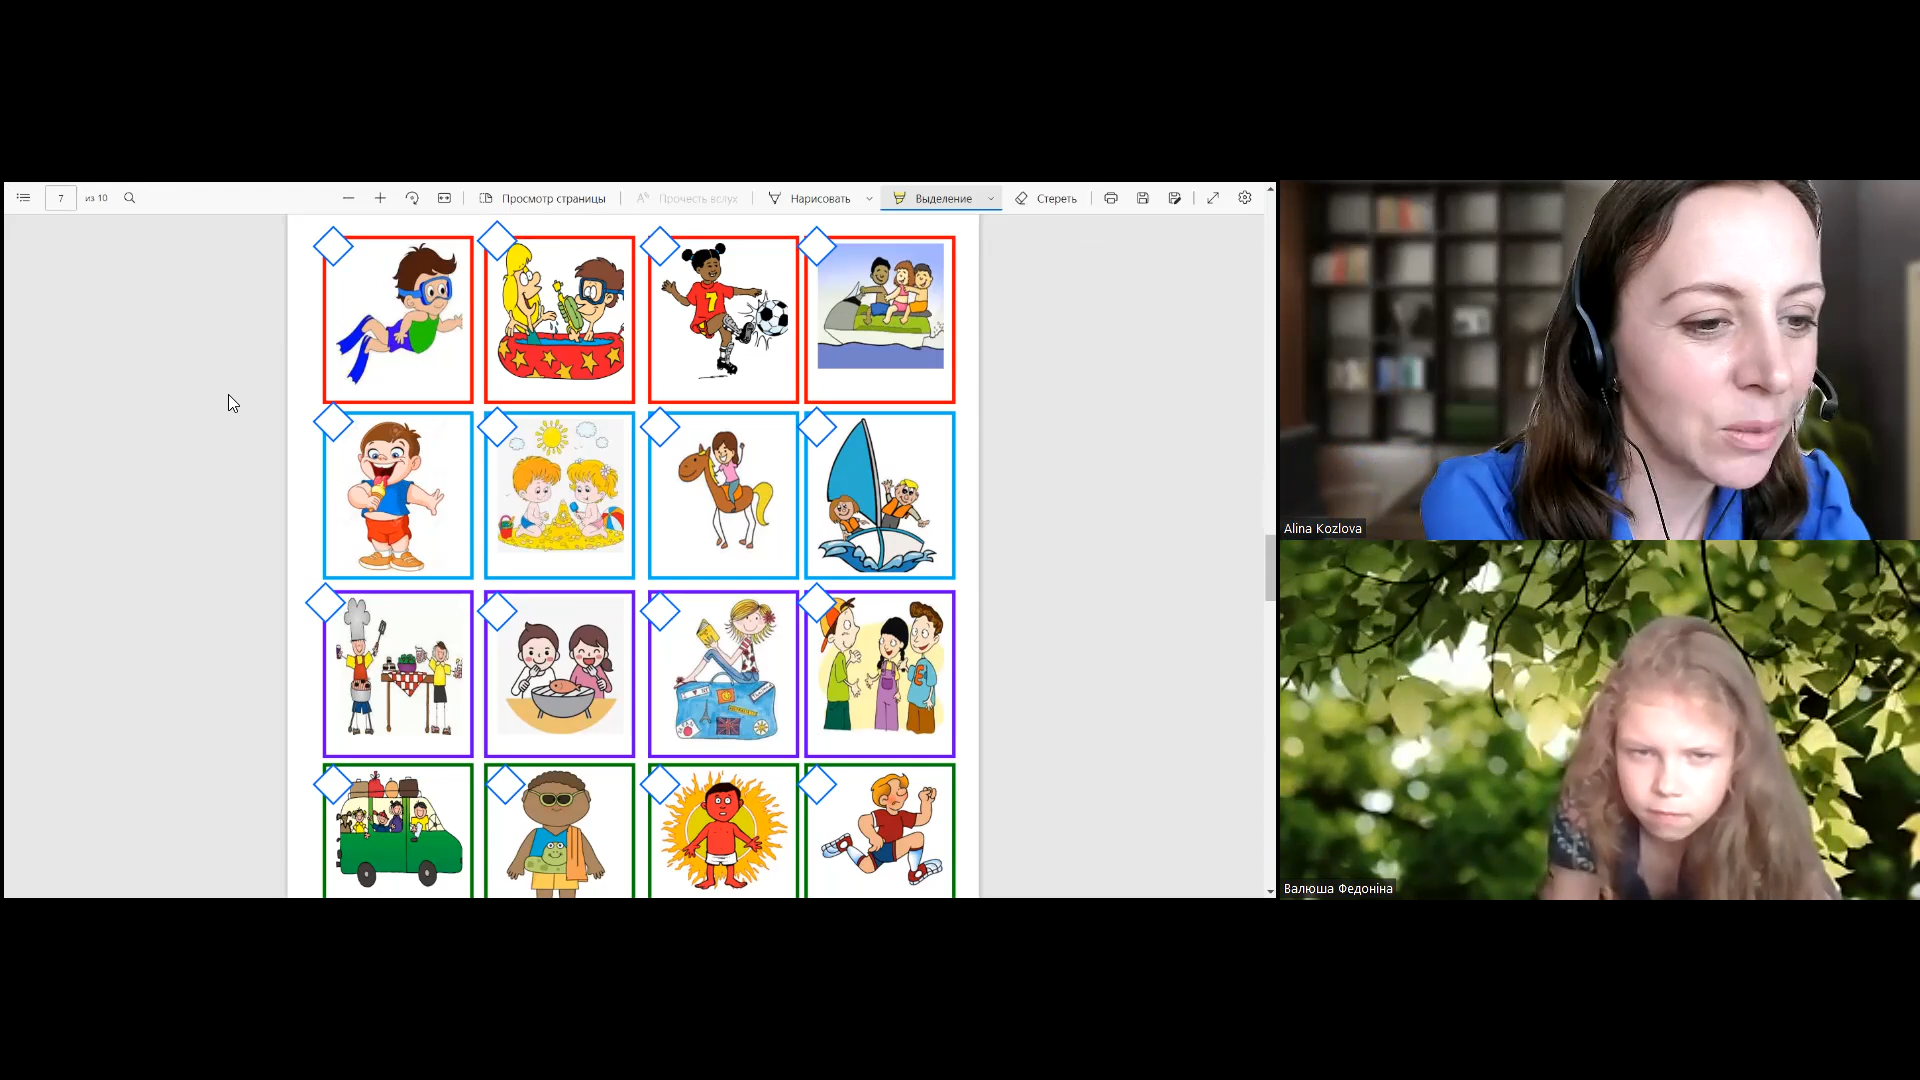 7 из 10 Просмотр страницы Прочесть вслух Нарисовать Выделение Стереть
7
E
Alina Kozlova
Валюша Федоніна